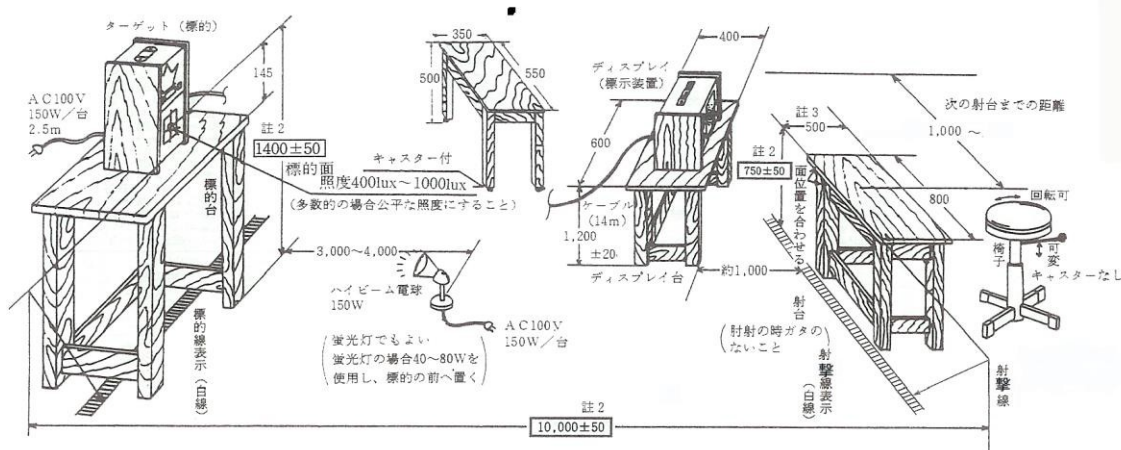 ターゲット(標的)
145
AC100V
150W/台
2.5m
註2
1400±50
標的面
照度400lux~1000lux
(多数的の場合公平な照度にすること)
標的台
標的線表示(白線)
3,000~4,000
ハイビーム電球
150W
AC100V
150W/台
(蛍光灯でもよい
蛍光灯の場合40~80Wを
使用し、標的の前へ置く)
350
500
550
キャスター付
400
ディスプレイ
(標示装置)
600
ケーブル
(14m)
1,200
±20
ディスプレイ台
約1,000
註3
500
註2
750±50
面位置を合わせる
射台
(肘射の時ガタの
ないこと)
射撃線表示(白線)
射撃線
800
次の射台までの距離
1,000~
回転可
可変
椅子
キャスターなし
註2
10,000±50